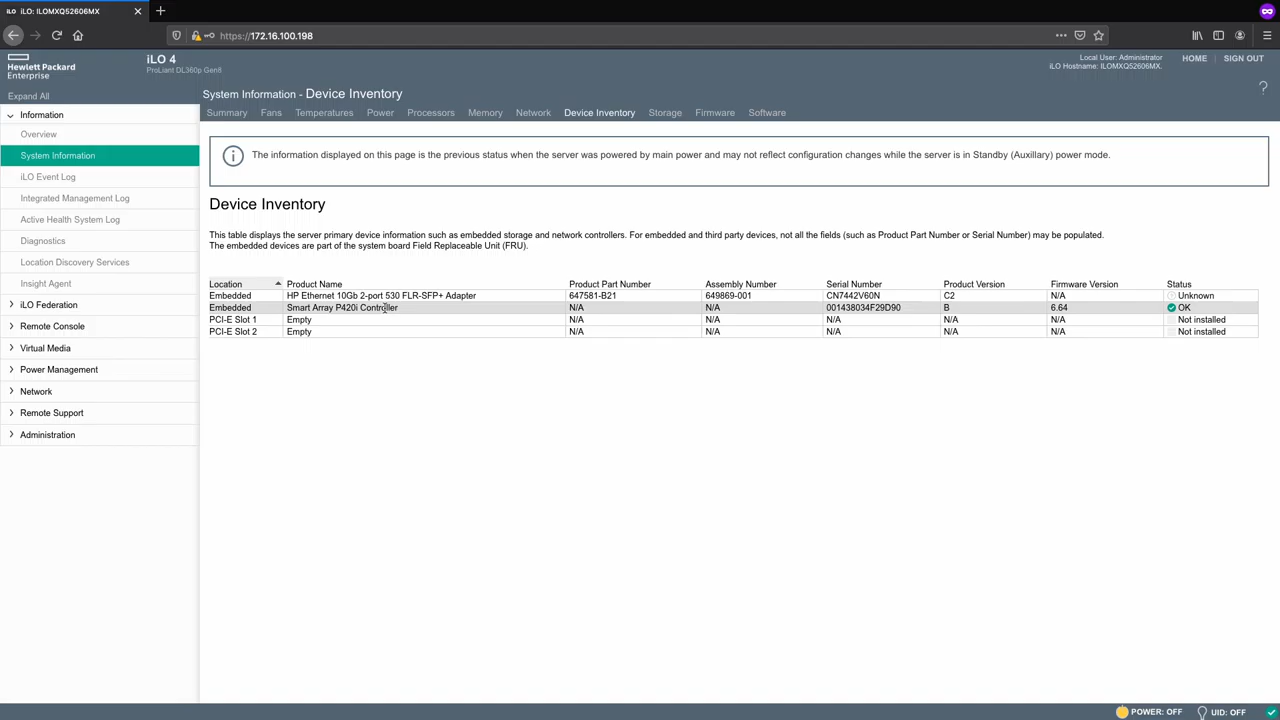 iLO iLO: ILOMXQ52606MX
https://172.16.100.198
Hewlett Packard
Enterprise
iLO 4
ProLiant DL360p Gen8
Local User: Administrator
iLO Hostname: ILOMXQ52606MX.
HOME
SIGN OUT
Expand All
System Information - Device Inventory
?
Summary Fans Temperatures Power Processors Memory Network Device Inventory Storage Firmware Software
Information
Overview
System Information
iLO Event Log
Integrated Management Log
Active Health System Log
Diagnostics
Location Discovery Services
Insight Agent
iLO Federation
Remote Console
Virtual Media
Power Management
Network
Remote Support
Administration
The information displayed on this page is the previous status when the server was powered by main power and may not reflect configuration changes while the server is in Standby (Auxillary) power mode.
Device Inventory
This table displays the server primary device information such as embedded storage and network controllers. For embedded and third party devices, not all the fields (such as Product Part Number or Serial Number) may be populated.
The embedded devices are part of the system board Field Replaceable Unit (FRU).
Location Product Name Product Part Number Assembly Number Serial Number Product Version Firmware Version Status
Embedded HP Ethernet 10Gb 2-port 530 FLR-SFP+ Adapter 647581-B21 649869-001 CN7442V60N C2 N/A Unknown
Embedded Smart Array P420i Controller N/A N/A 001438034F29D90 B 6.64 OK
PCI-E Slot 1 Empty N/A N/A N/A N/A N/A Not installed
PCI-E Slot 2 Empty N/A N/A N/A N/A N/A Not installed
POWER: OFF UID: OFF